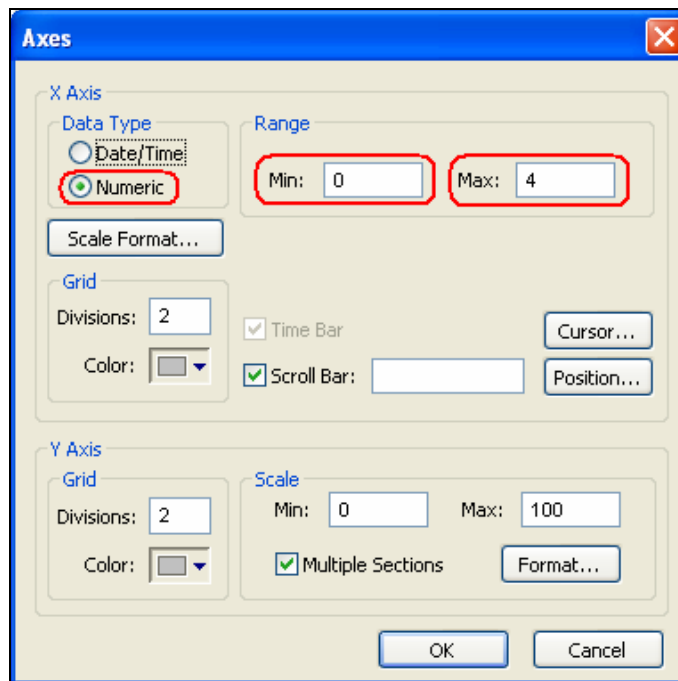 Axes
X Axis
Data Type
Date/Time
Numeric
Range
Min: 0
Max: 4
Scale Format...
Grid
Divisions: 2
Color:
Time Bar
Scroll Bar:
Cursor...
Position...
Y Axis
Grid
Divisions: 2
Color:
Scale
Min: 0
Max: 100
Multiple Sections
Format...
OK
Cancel